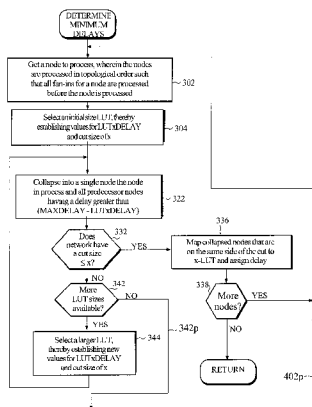 DETERMINE
MINIMUM
DELAYS
Get a node to process, wherein the nodes
are processed in topological order such
that all fan-ins for a node are processed
before the node is processed
302
Select an initial size LUT, thereby
establishing values for LUTxDELAY
and cut size of x
304
Collapse into a single node the node
in process and all predecessor nodes
having a delay greater than
(MAXDELAY - LUTxDELAY)
322
332
Does
network have
a cut size
≤ x?
YES
NO
336
Map collapsed nodes that are
on the same side of the cut to
x-LUT and assign delay
342
More
LUT sizes
available?
NO
YES
342p
338
More
nodes?
YES
NO
344
Select a larger LUT,
thereby establishing new
values for LUTxDELAY
and cut size of x
RETURN
402p